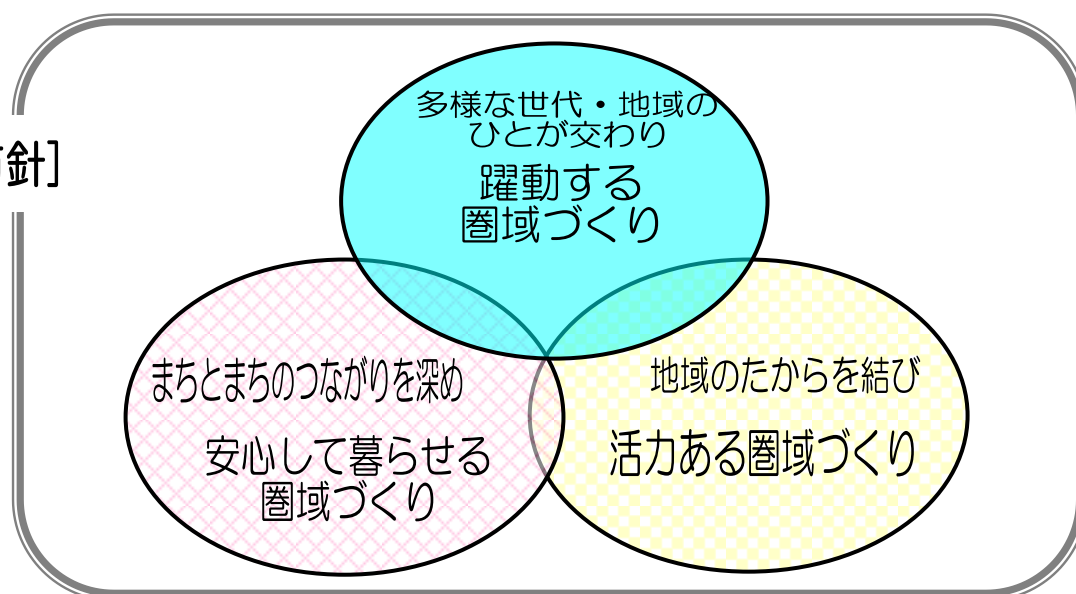 針]
多様な世代・地域の
ひとが交わり
躍動する
圏域づくり
まちとまちのつながりを深め
安心して暮らせる
圏域づくり
地域のたからを結び
活力ある圏域づくり